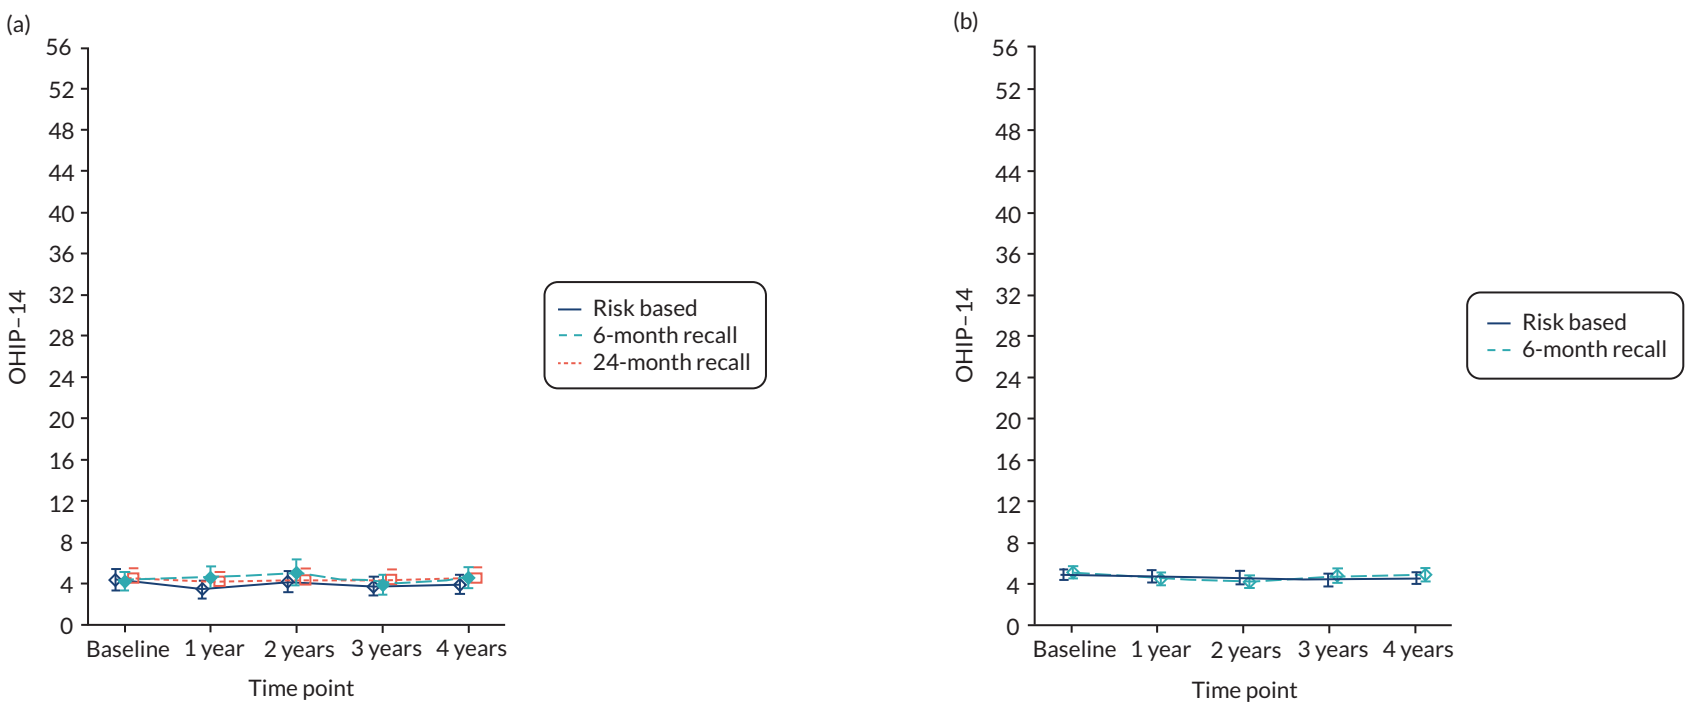 (a)
56
52
48
44
40
36
32
28
24
20
16
12
8
4
0
OHIP–14
Baseline 1 year 2 years 3 years 4 years
Time point
Risk based
6-month recall
24-month recall
(b)
56
52
48
44
40
36
32
28
24
20
16
12
8
4
0
OHIP–14
Baseline 1 year 2 years 3 years 4 years
Time point
Risk based
6-month recall